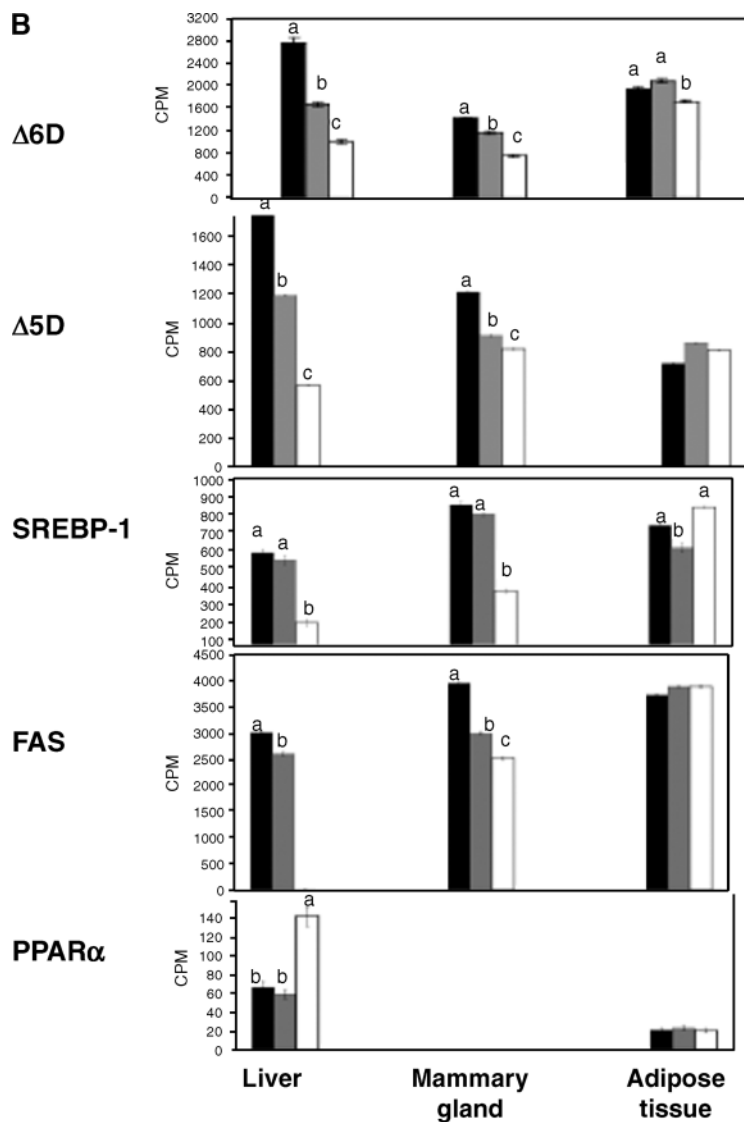 B
Δ6D
CPM
3200
2800
2400
2000
1600
1200
800
400
0
a
b
c
a
b
c
a
a
b
Δ5D
CPM
1600
1400
1200
1000
800
600
400
200
0
a
b
c
a
b
c
SREBP-1
CPM
1000
900
800
700
600
500
400
300
200
100
a
a
b
a
a
b
a
b
a
FAS
CPM
4500
4000
3500
3000
2500
2000
1500
1000
500
0
a
b
a
b
c
PPARα
CPM
140
120
100
80
60
40
20
0
b
b
a
Liver
Mammary
gland
Adipose
tissue